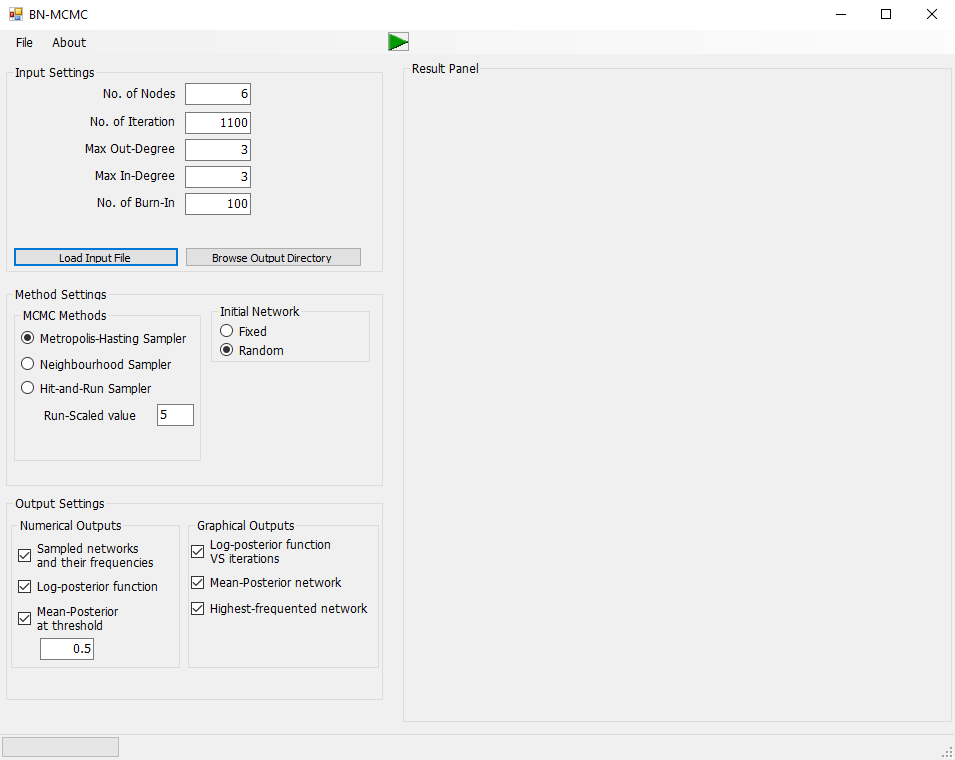 BN-MCMC
File About
Input Settings
No. of Nodes 6
No. of Iteration 1100
Max Out-Degree 3
Max In-Degree 3
No. of Burn-In 100
Load Input File Browse Output Directory
Method Settings
MCMC Methods
Metropolis-Hasting Sampler
Neighbourhood Sampler
Hit-and-Run Sampler
Run-Scaled value 5
Initial Network
Fixed
Random
Output Settings
Numerical Outputs
Sampled networks
and their frequencies
Log-posterior function
Mean-Posterior
at threshold
0.5
Graphical Outputs
Log-posterior function
VS iterations
Mean-Posterior network
Highest-frequented network
Result Panel